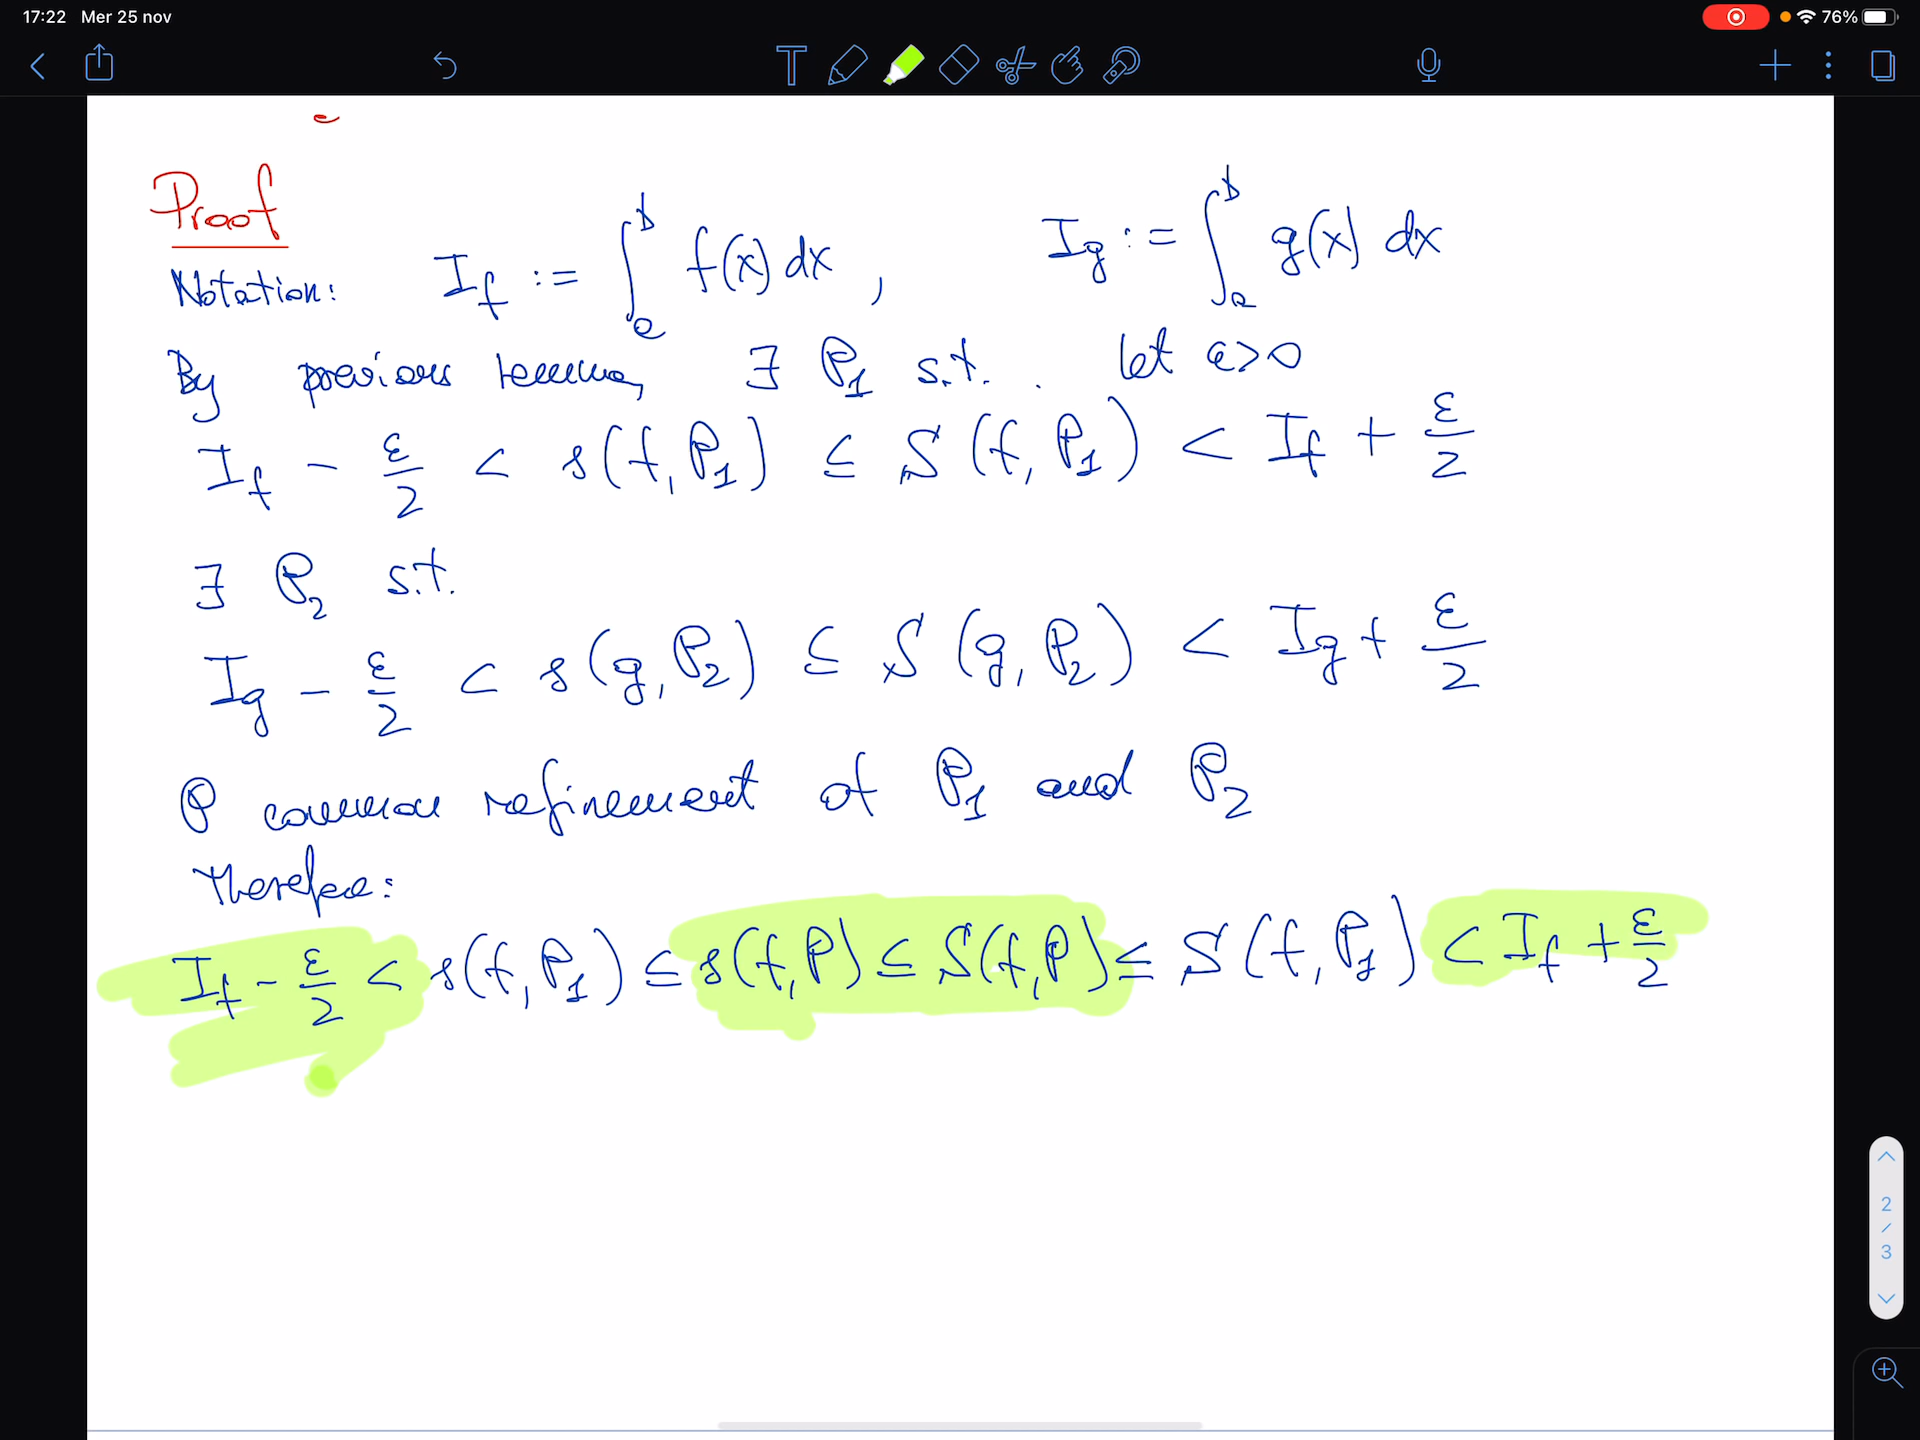 17:22 Mer 25 nov 76%
Proof
Notation: I_f := ∫_a^b f(x) dx , I_g := ∫_a^b g(x) dx
By previous lemma, ∃ P_1 s.t. . let ε>0
I_f - ε/2 < s(f, P_1) ≤ S(f, P_1) < I_f + ε/2
∃ P_2 s.t.
I_g - ε/2 < s(g, P_2) ≤ S(g, P_2) < I_g + ε/2
P common refinement of P_1 and P_2
Therefore:
I_f - ε/2 < s(f, P_1) ≤ s(f, P) ≤ S(f, P) ≤ S(f, P_1) < I_f + ε/2
2
/
3